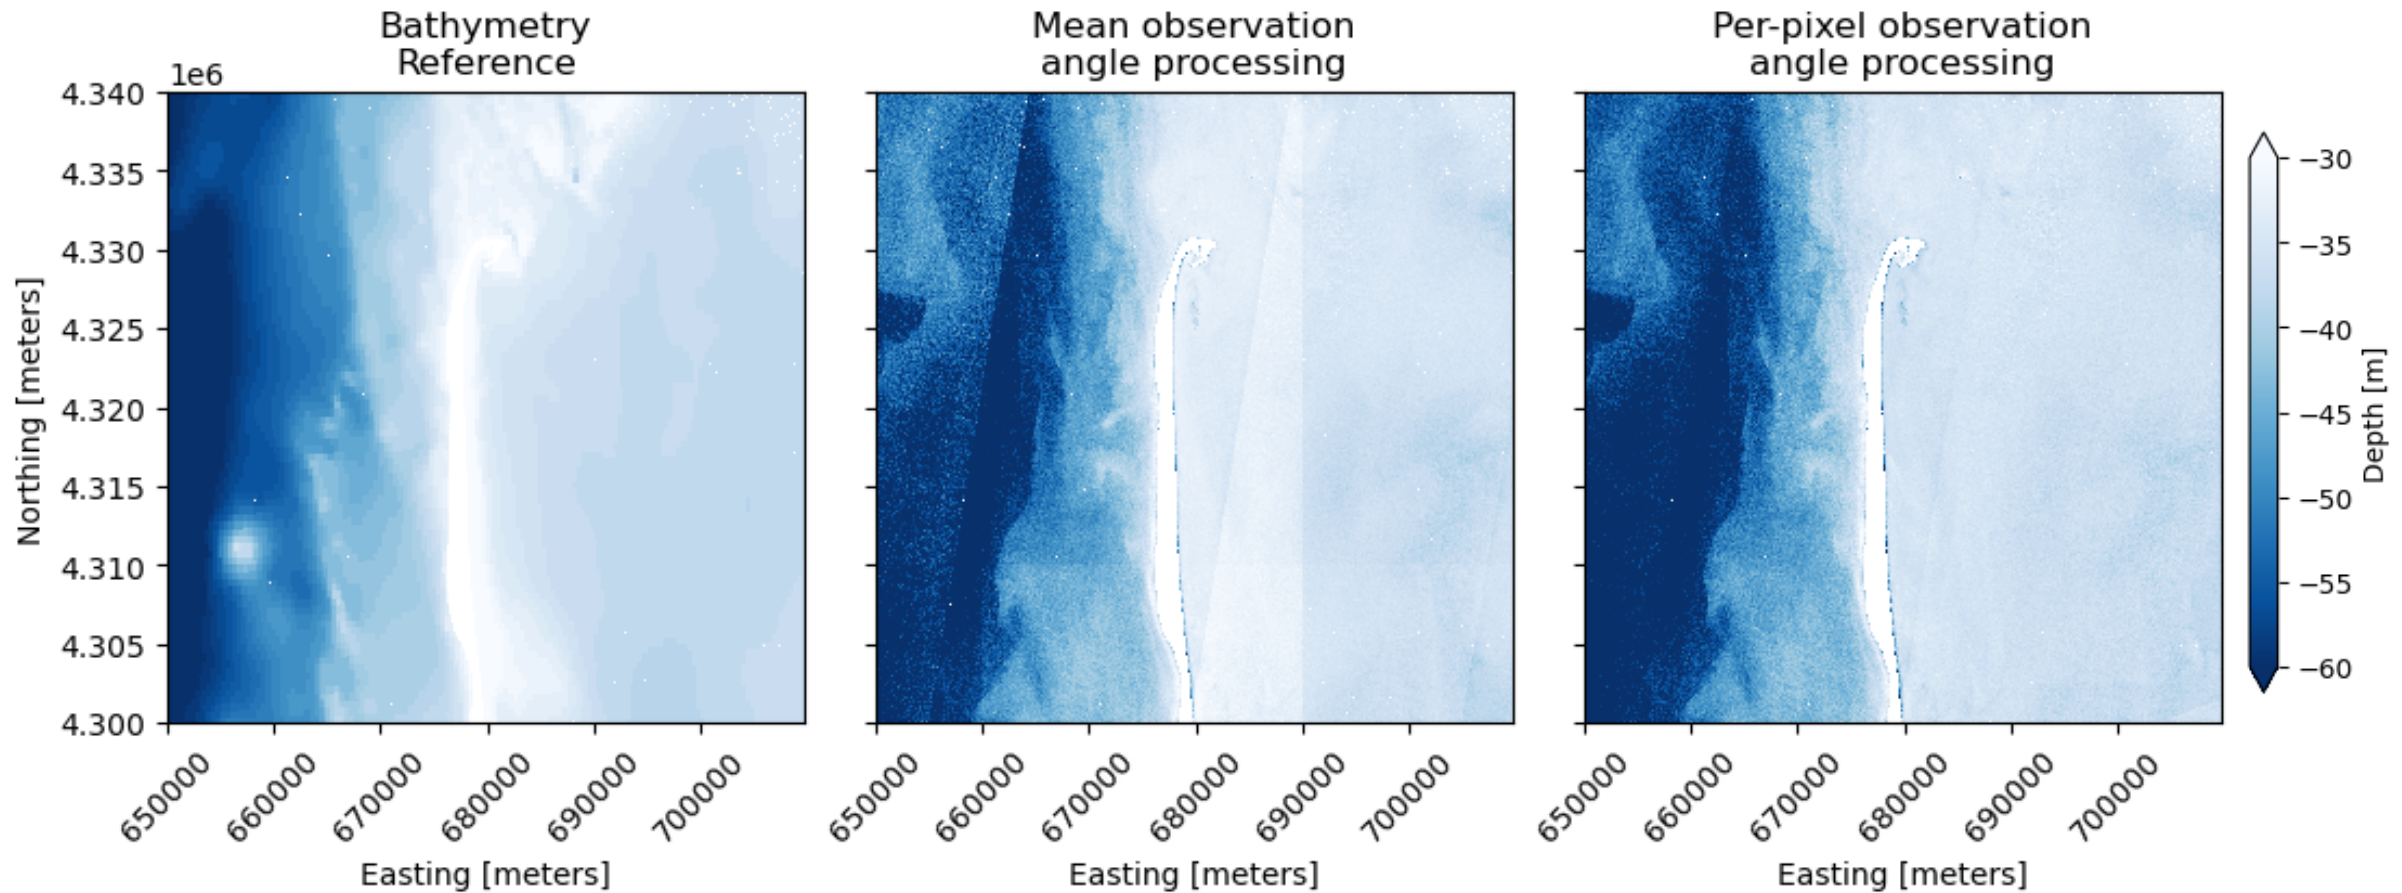 Bathymetry
Reference
Mean observation
angle processing
Per-pixel observation
angle processing
1e6
4.340
4.335
4.330
4.325
4.320
4.315
4.310
4.305
4.300
Northing [meters]
650000
660000
670000
680000
690000
700000
Easting [meters]
650000
660000
670000
680000
690000
700000
Easting [meters]
650000
660000
670000
680000
690000
700000
Easting [meters]
−30
−35
−40
−45
−50
−55
−60
Depth [m]